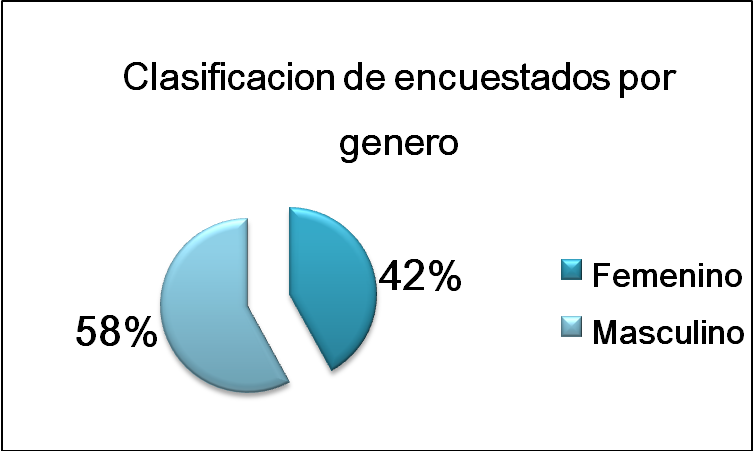 Clasificacion de encuestados por
genero
42%
58%
Femenino
Masculino